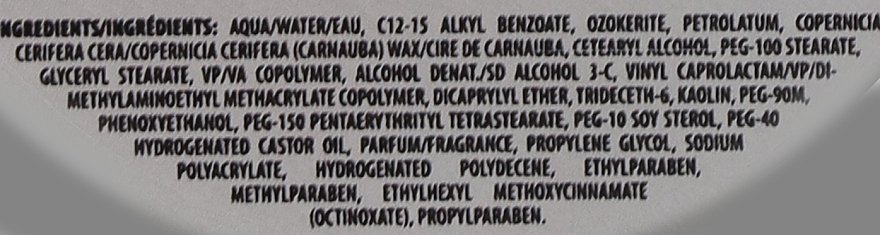 INGREDIENTS/INGRÉDIENTS: AQUA/WATER/EAU, C12-15 ALKYL BENZOATE, OZOKERITE, PETROLATUM, COPERNICIA
CERIFERA CERA/COPERNICIA CERIFERA (CARNAUBA) WAX/CIRE DE CARNAUBA, CETEARYL ALCOHOL, PEG-100 STEARATE,
GLYCERYL STEARATE, VP/VA COPOLYMER, ALCOHOL DENAT./SD ALCOHOL 3-C, VINYL CAPROLACTAM/VP/DI-
METHYLAMINOETHYL METHACRYLATE COPOLYMER, DICAPRYLYL ETHER, TRIDECETH-6, KAOLIN, PEG-90M,
PHENOXYETHANOL, PEG-150 PENTAERYTHRITYL TETRASTEARATE, PEG-10 SOY STEROL, PEG-40
HYDROGENATED CASTOR OIL, PARFUM/FRAGRANCE, PROPYLENE GLYCOL, SODIUM
POLYACRYLATE, HYDROGENATED POLYDECENE, ETHYLPARABEN,
METHYLPARABEN, ETHYLHEXYL METHOXYCINNAMATE
(OCTINOXATE), PROPYLPARABEN.